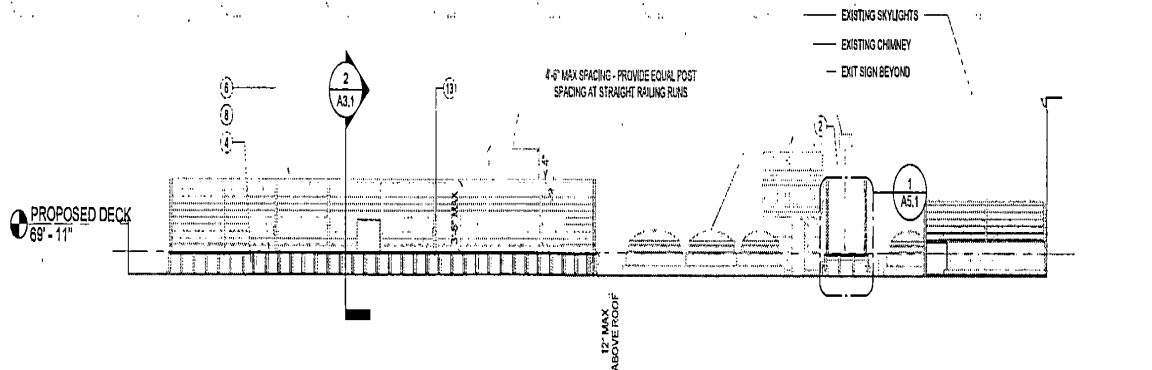 EXISTING SKYLIGHTS
EXISTING CHIMNEY
EXIT SIGN BEYOND
4'-6" MAX SPACING - PROVIDE EQUAL POST
SPACING AT STRAIGHT RAILING RUNS
6
2
A3.1
13
8
4
2
4"
1
A5.1
3'-6" MAX
PROPOSED DECK
69' - 11"
12" MAX
ABOVE ROOF